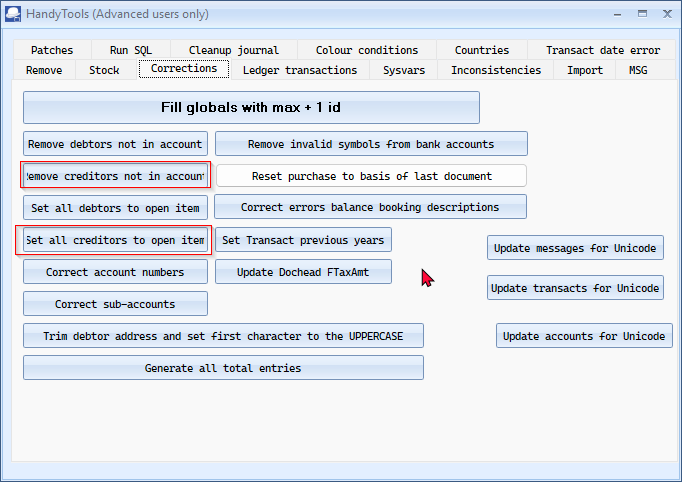 HandyTools (Advanced users only)
Patches Run SQL Cleanup journal Colour conditions Countries Transact date error
Remove Stock Corrections Ledger transactions Sysvars Inconsistencies Import MSG
Fill globals with max + 1 id
Remove debtors not in account Remove invalid symbols from bank accounts
emove creditors not in accoun Reset purchase to basis of last document
Set all debtors to open item Correct errors balance booking descriptions
Set all creditors to open item Set Transact previous years
Update messages for Unicode
Correct account numbers Update Dochead FTaxAmt
Update transacts for Unicode
Correct sub-accounts
Trim debtor address and set first character to the UPPERCASE Update accounts for Unicode
Generate all total entries